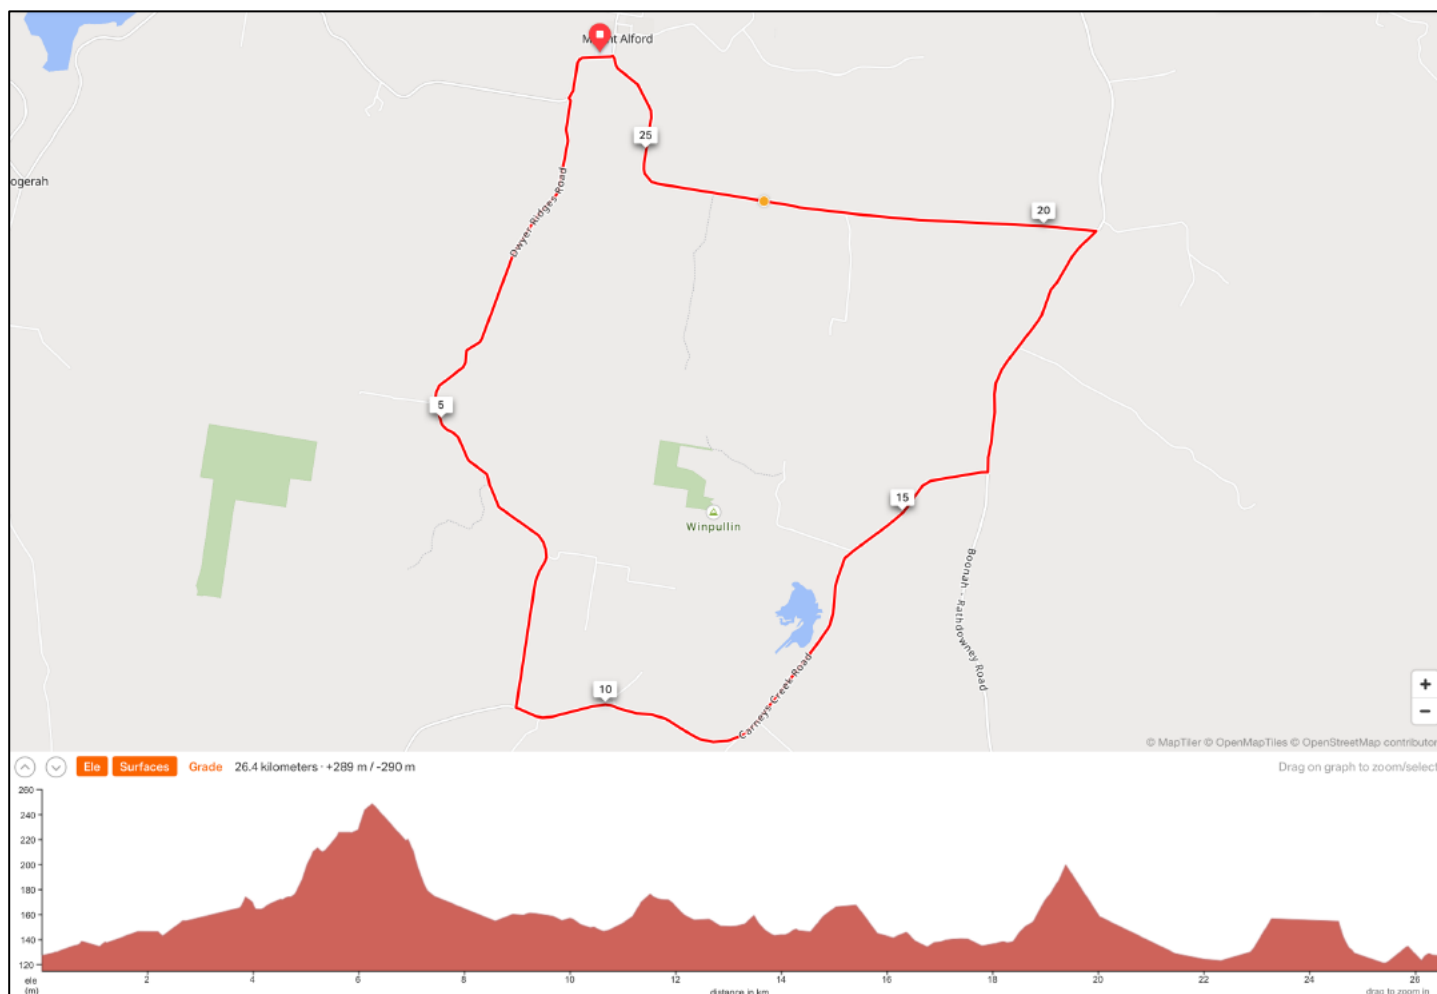 Mount Alford
25
ogerah
Dwyer Ridges Road
20
5
15
Winpullin
Boonah - Rathdowney Road
10
Carneys Creek Road
+
−
© MapTiler © OpenMapTiles © OpenStreetMap contributor
Ele Surfaces Grade 26.4 kilometers · +289 m / -290 m
Drag on graph to zoom/select
260
240
220
200
180
160
140
120
ele
(m)
2 4 6 8 10 12 14 16 18 20 22 24 26
distance in km
drag to zoom in